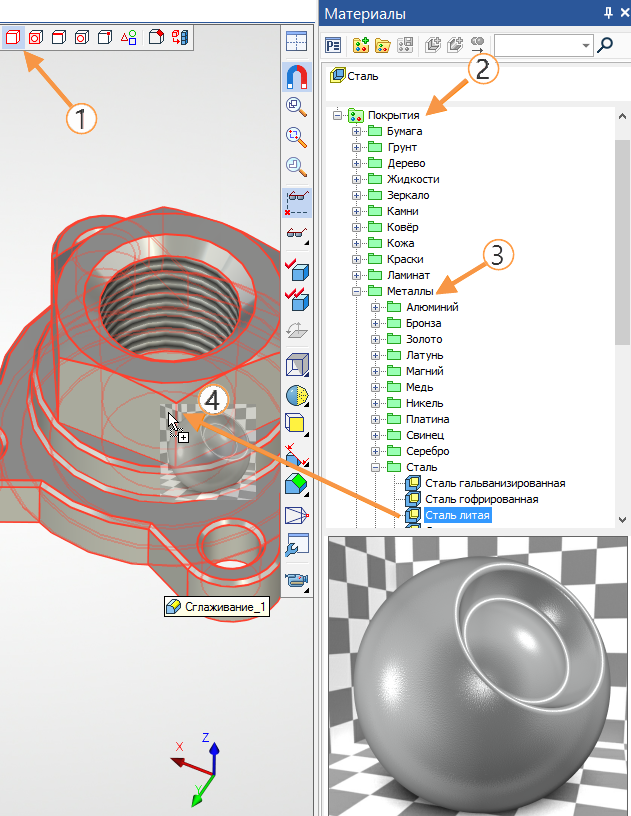 Материалы
Сталь
1
2
Покрытия
Бумага
Грунт
Дерево
Жидкости
Зеркало
Камни
Ковёр
Кожа
Краски
Ламинат
3
Металлы
Алюминий
Бронза
Золото
Латунь
Магний
Медь
Никель
Платина
Свинец
Серебро
Сталь
Сталь гальванизированная
Сталь гофрированная
Сталь литая
4
Сглаживание_1
Z
X
Y